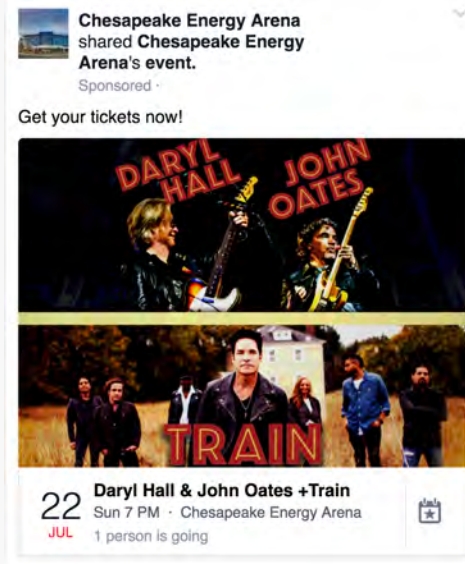 Chesapeake Energy Arena
shared Chesapeake Energy
Arena's event.
Sponsored ·
Get your tickets now!
DARYL JOHN
HALL OATES
TRAIN
22 Daryl Hall & John Oates +Train
Sun 7 PM · Chesapeake Energy Arena
JUL 1 person is going